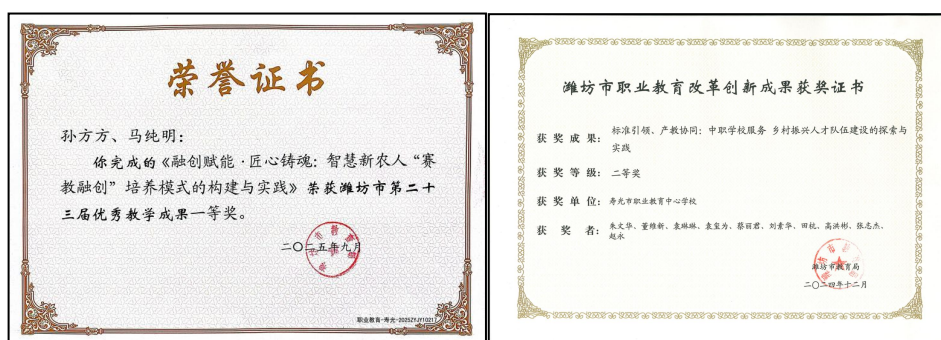 荣誉证书
孙方方、马纯明：
你完成的《融创赋能·匠心铸魂：智慧新农人“赛
教融创”培养模式的构建与实践》荣获潍坊市第二十
三届优秀教学成果一等奖。
二〇二五年九月
职业教育-寿光-2025ZYJY10217
潍坊市职业教育改革创新成果获奖证书
获奖成果： 标准引领、产教协同：中职学校服务 乡村振兴人才队伍建设的探索与
实践
获奖等级： 二等奖
获奖单位： 寿光市职业教育中心学校
获 奖 者： 朱文华、董维新、袁琳琳、袁玺为、蔡丽君、刘素华、田杭、高洪彬、张志杰、
赵永
潍坊市教育局
二〇二四年十二月